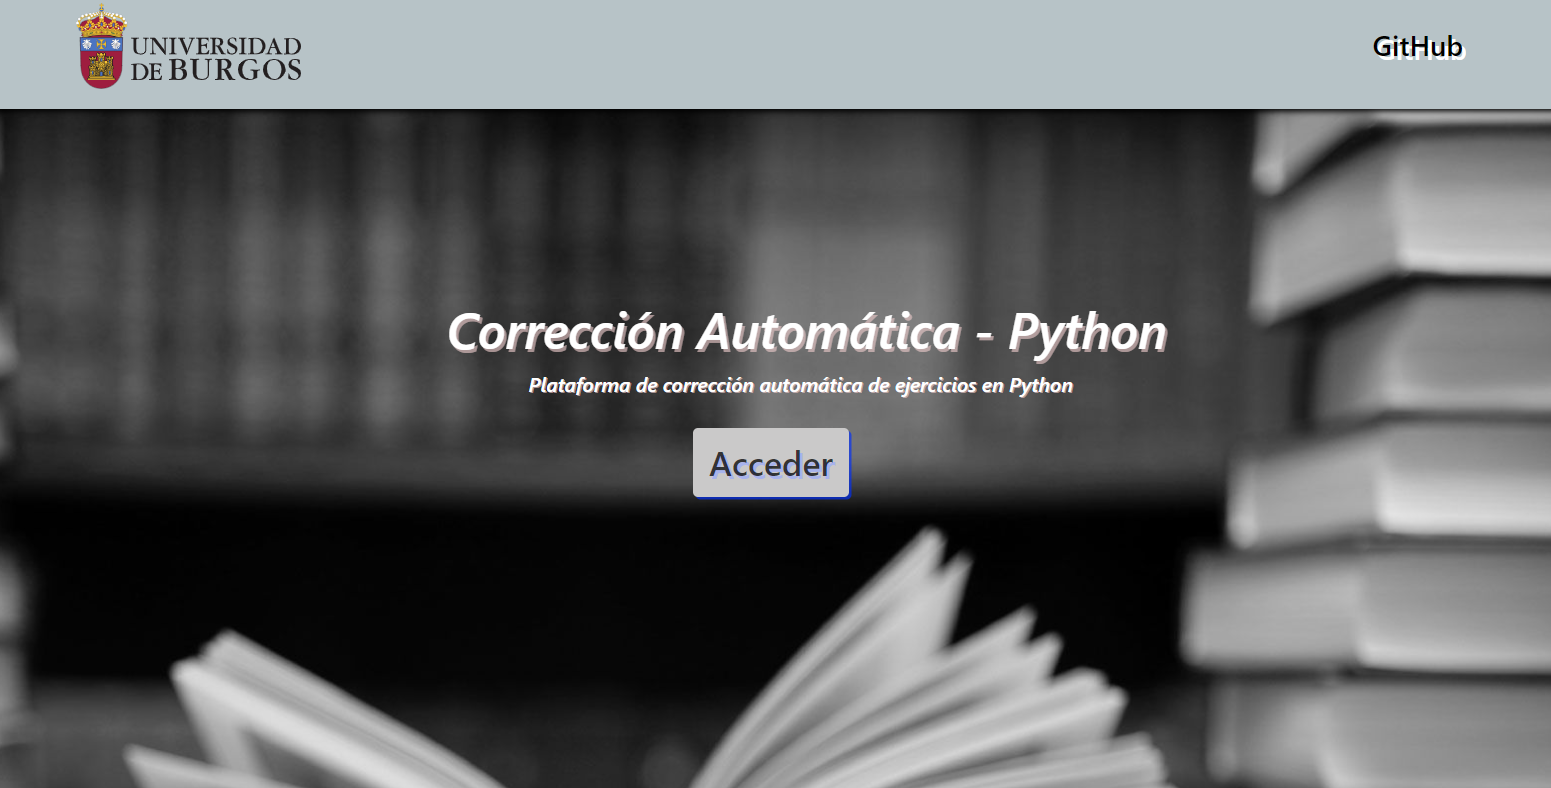 UNIVERSIDAD
DE BURGOS
GitHub
Corrección Automática - Python
Plataforma de corrección automática de ejercicios en Python
Acceder